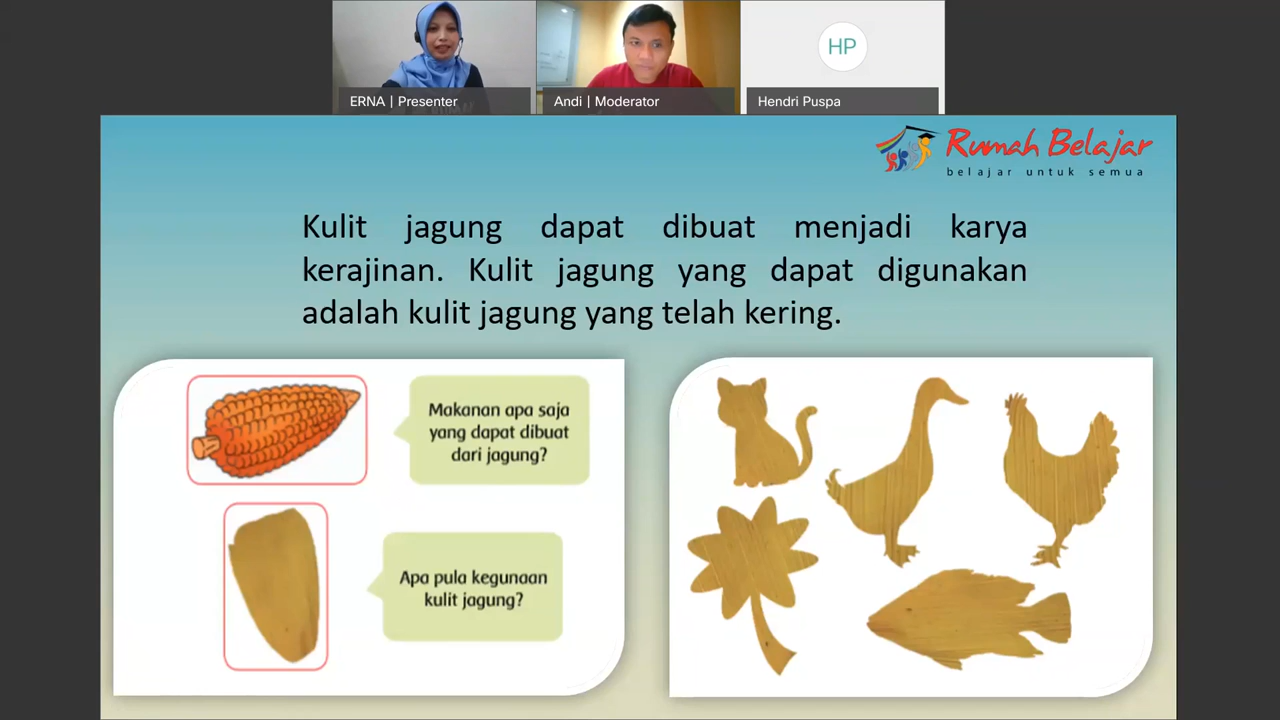 ERNA | Presenter
Andi | Moderator
HP
Hendri Puspa
Rumah Belajar
belajar untuk semua
Kulit jagung dapat dibuat menjadi karya
kerajinan. Kulit jagung yang dapat digunakan
adalah kulit jagung yang telah kering.
Makanan apa saja
yang dapat dibuat
dari jagung?
Apa pula kegunaan
kulit jagung?